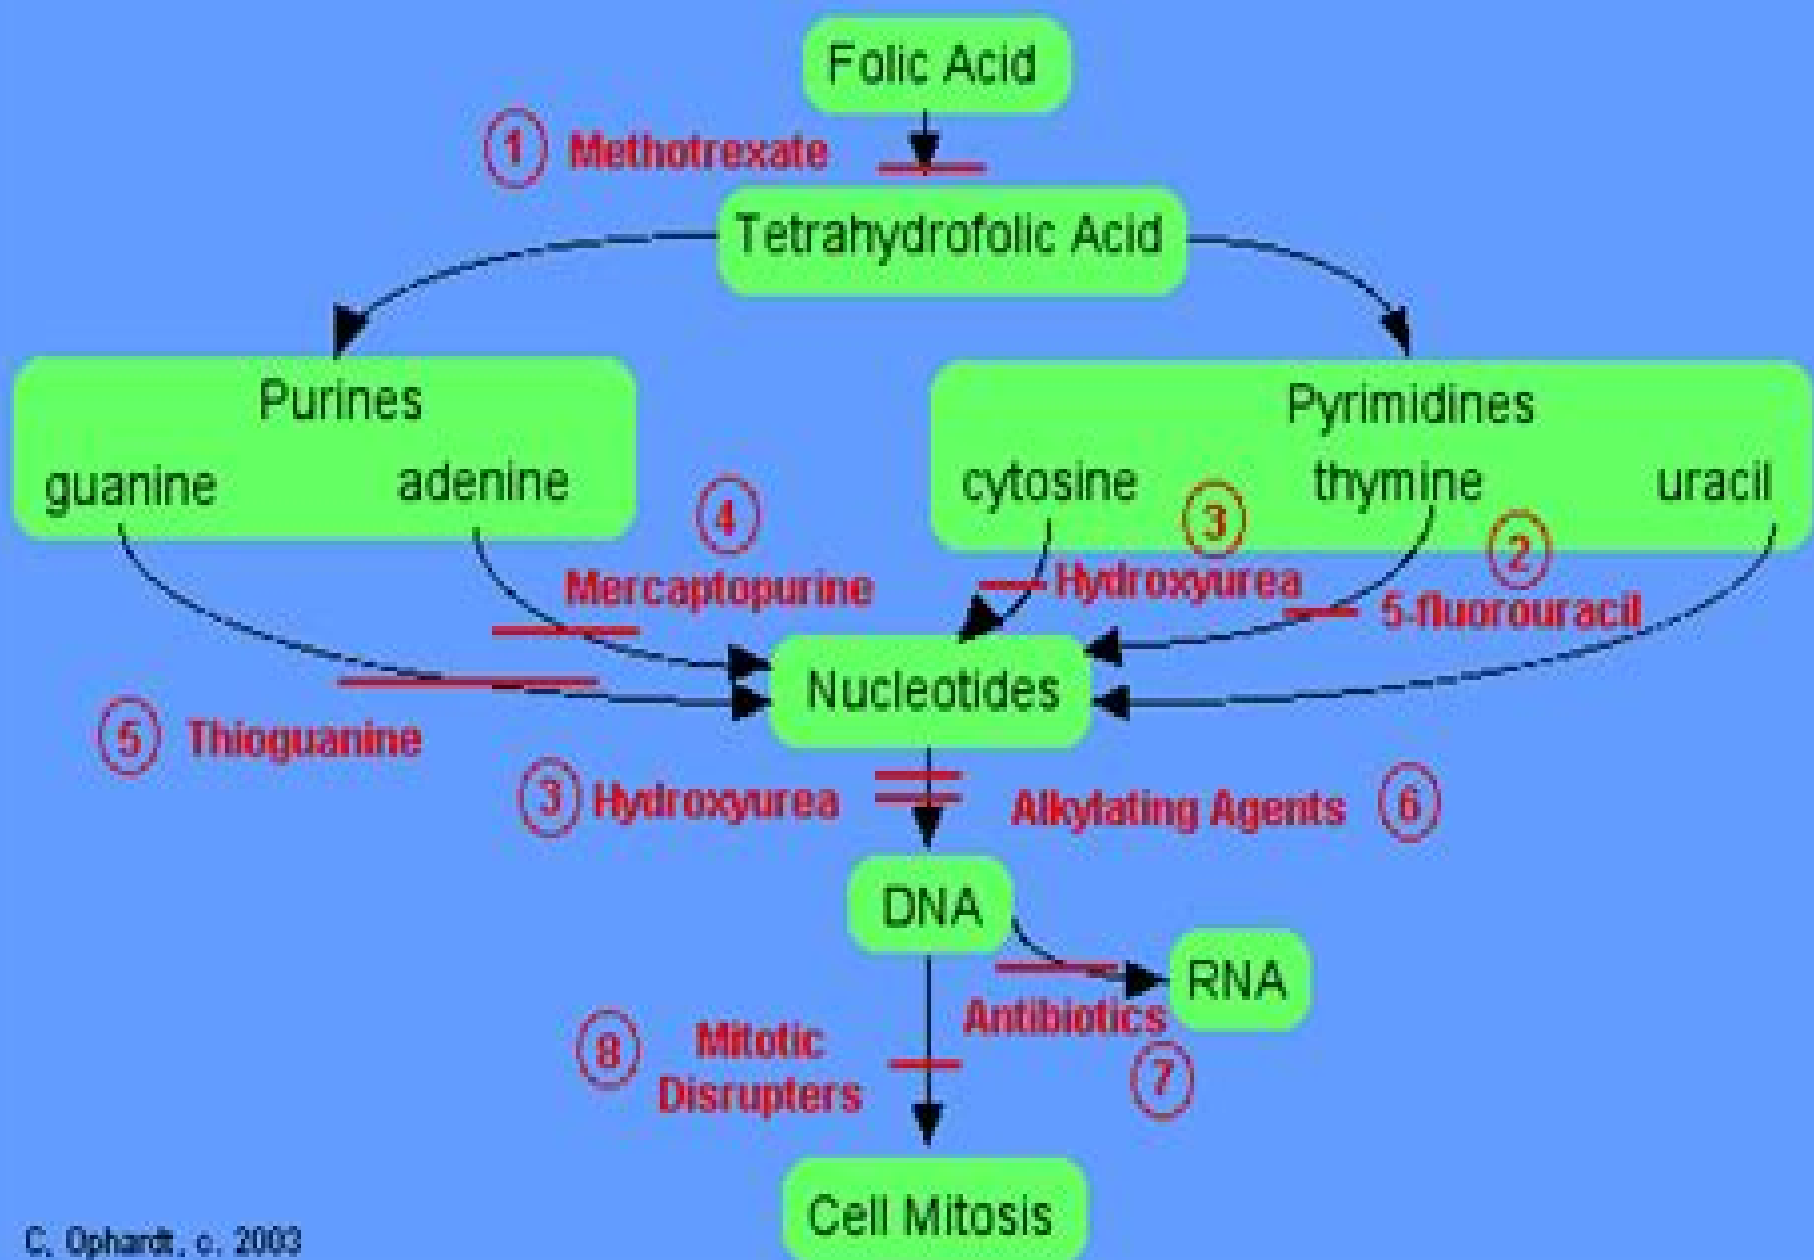 Folic Acid
1 Methotrexate
Tetrahydrofolic Acid
Purines
guanine adenine
Pyrimidines
cytosine thymine uracil
4
Mercaptopurine
3
Hydroxyurea
2
5-fluorouracil
5 Thioguanine
Nucleotides
3 Hydroxyurea
Alkylating Agents 6
DNA
RNA
Antibiotics
7
8 Mitotic
Disrupters
Cell Mitosis
C. Ophardt, c. 2003